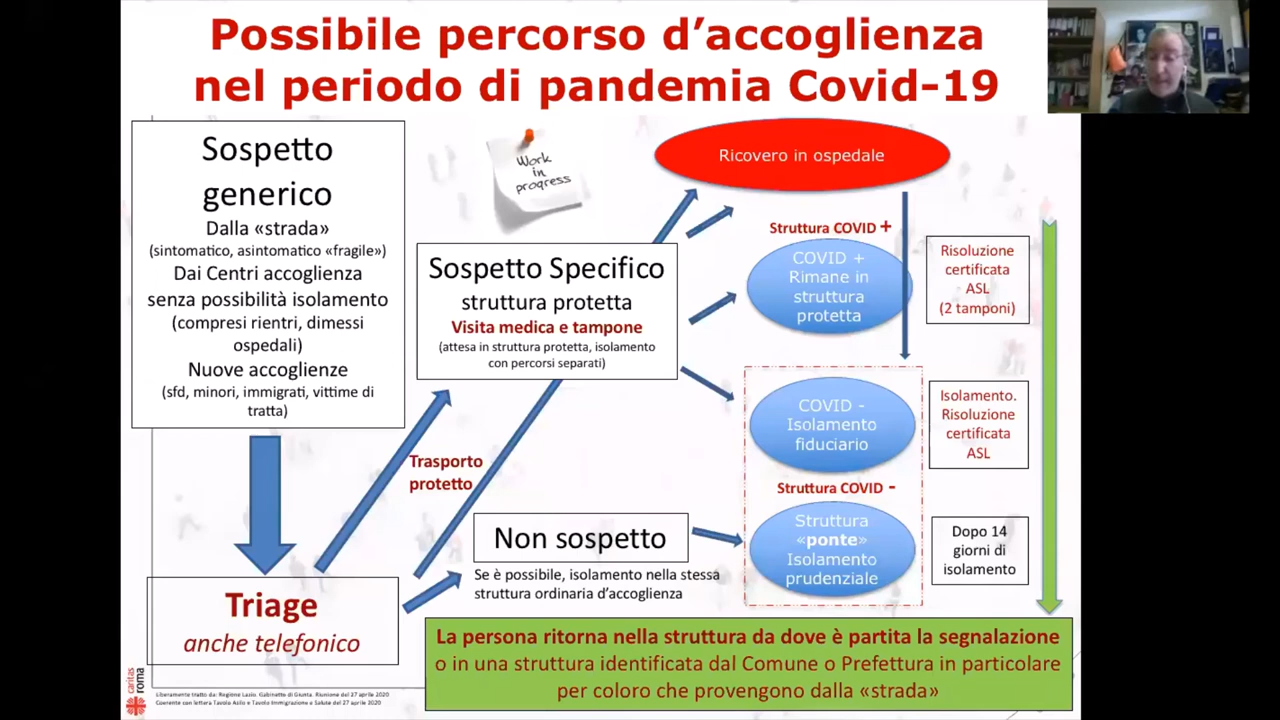 Possibile percorso d’accoglienza
nel periodo di pandemia Covid-19
Sospetto
generico
Dalla «strada»
(sintomatico, asintomatico «fragile»)
Dai Centri accoglienza
senza possibilità isolamento
(compresi rientri, dimessi
ospedali)
Nuove accoglienze
(sfd, minori, immigrati, vittime di
tratta)
Work
in
progress
Ricovero in ospedale
Sospetto Specifico
struttura protetta
Visita medica e tampone
(attesa in struttura protetta, isolamento
con percorsi separati)
Struttura COVID +
COVID +
Rimane in
struttura
protetta
Risoluzione
certificata
ASL
(2 tamponi)
COVID -
Isolamento
fiduciario
Isolamento.
Risoluzione
certificata
ASL
Struttura COVID -
Struttura
«ponte»
Isolamento
prudenziale
Dopo 14
giorni di
isolamento
Trasporto
protetto
Non sospetto
Se è possibile, isolamento nella stessa
struttura ordinaria d’accoglienza
Triage
anche telefonico
La persona ritorna nella struttura da dove è partita la segnalazione
o in una struttura identificata dal Comune o Prefettura in particolare
per coloro che provengono dalla «strada»
caritas
roma
Liberamente tratto da: Regione Lazio. Gabinetto di Giunta. Riunione del 27 aprile 2020
Coerente con lettara Tavolo Asilo e Tavolo Immigrazione e Salute del 27 aprile 2020